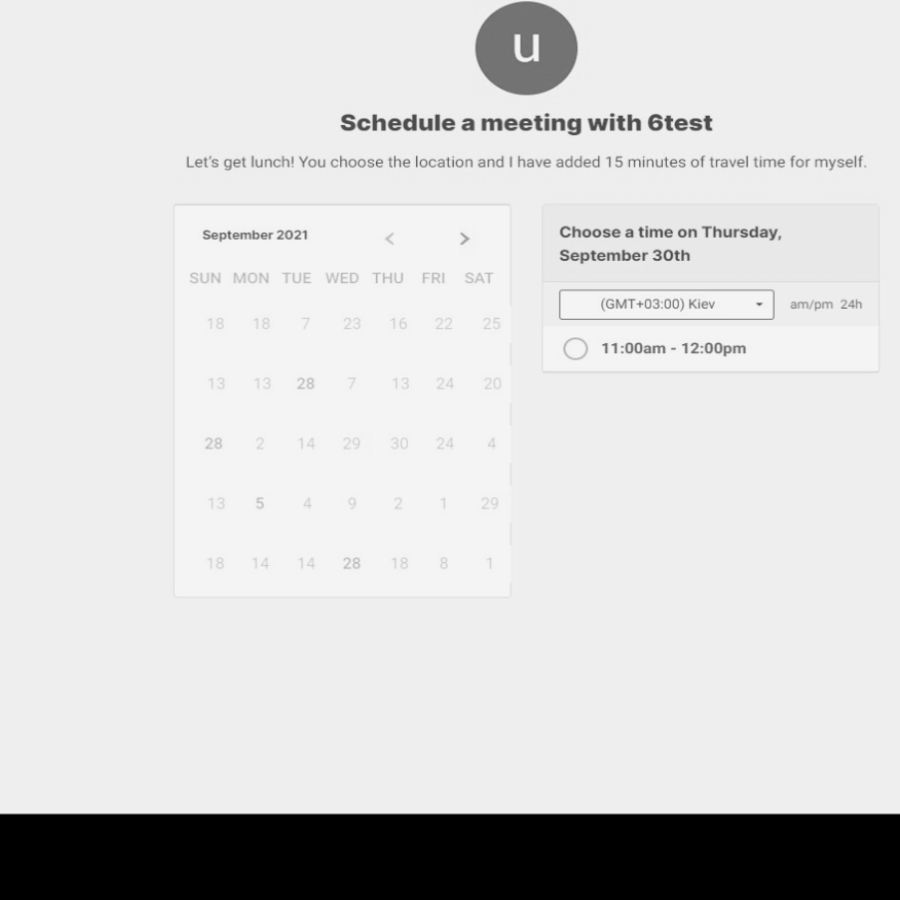 u
Schedule a meeting with 6test
Let's get lunch! You choose the location and I have added 15 minutes of travel time for myself.
September 2021 < >
SUN MON TUE WED THU FRI SAT
18 18 7 23 16 22 25
13 13 28 7 13 24 20
28 2 14 29 30 24 4
13 5 4 9 2 1 29
18 14 14 28 18 8 1
Choose a time on Thursday,
September 30th
(GMT+03:00) Kiev am/pm 24h
11:00am - 12:00pm